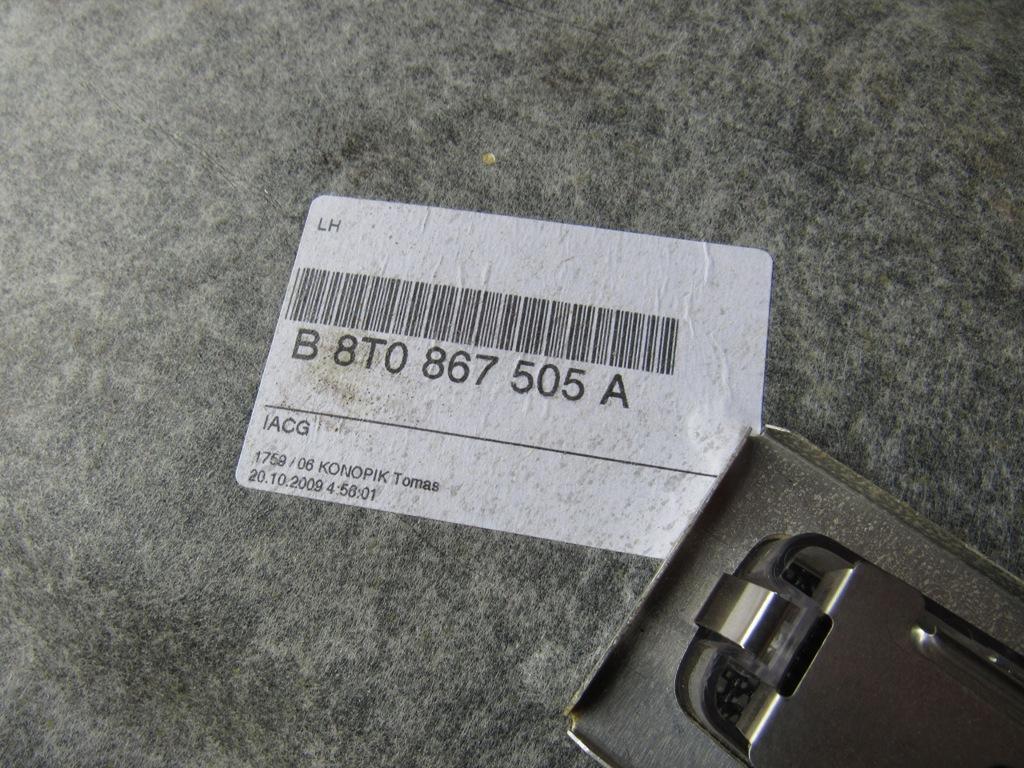 LH
B 8T0 867 505 A
IACG
1759 / 06 KONOPIK Tomas
20.10.2009 4:56:01